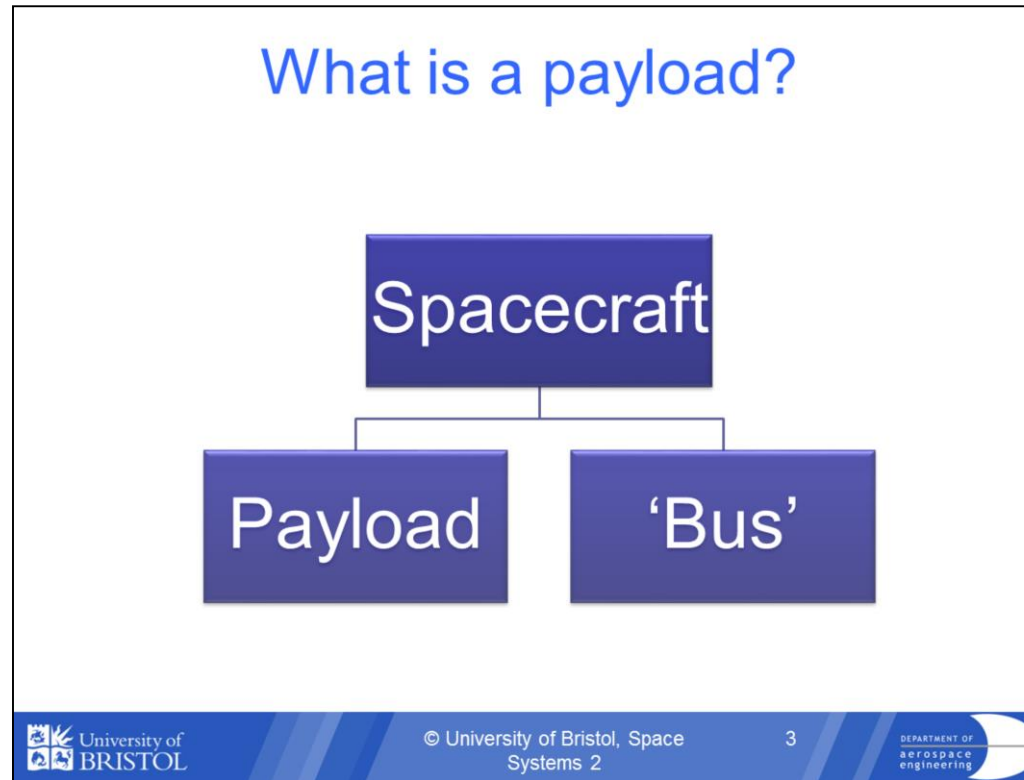 What is a payload?
Spacecraft
Payload
‘Bus’
University of
BRISTOL
© University of Bristol, Space
Systems 2
3
DEPARTMENT OF
aerospace
engineering